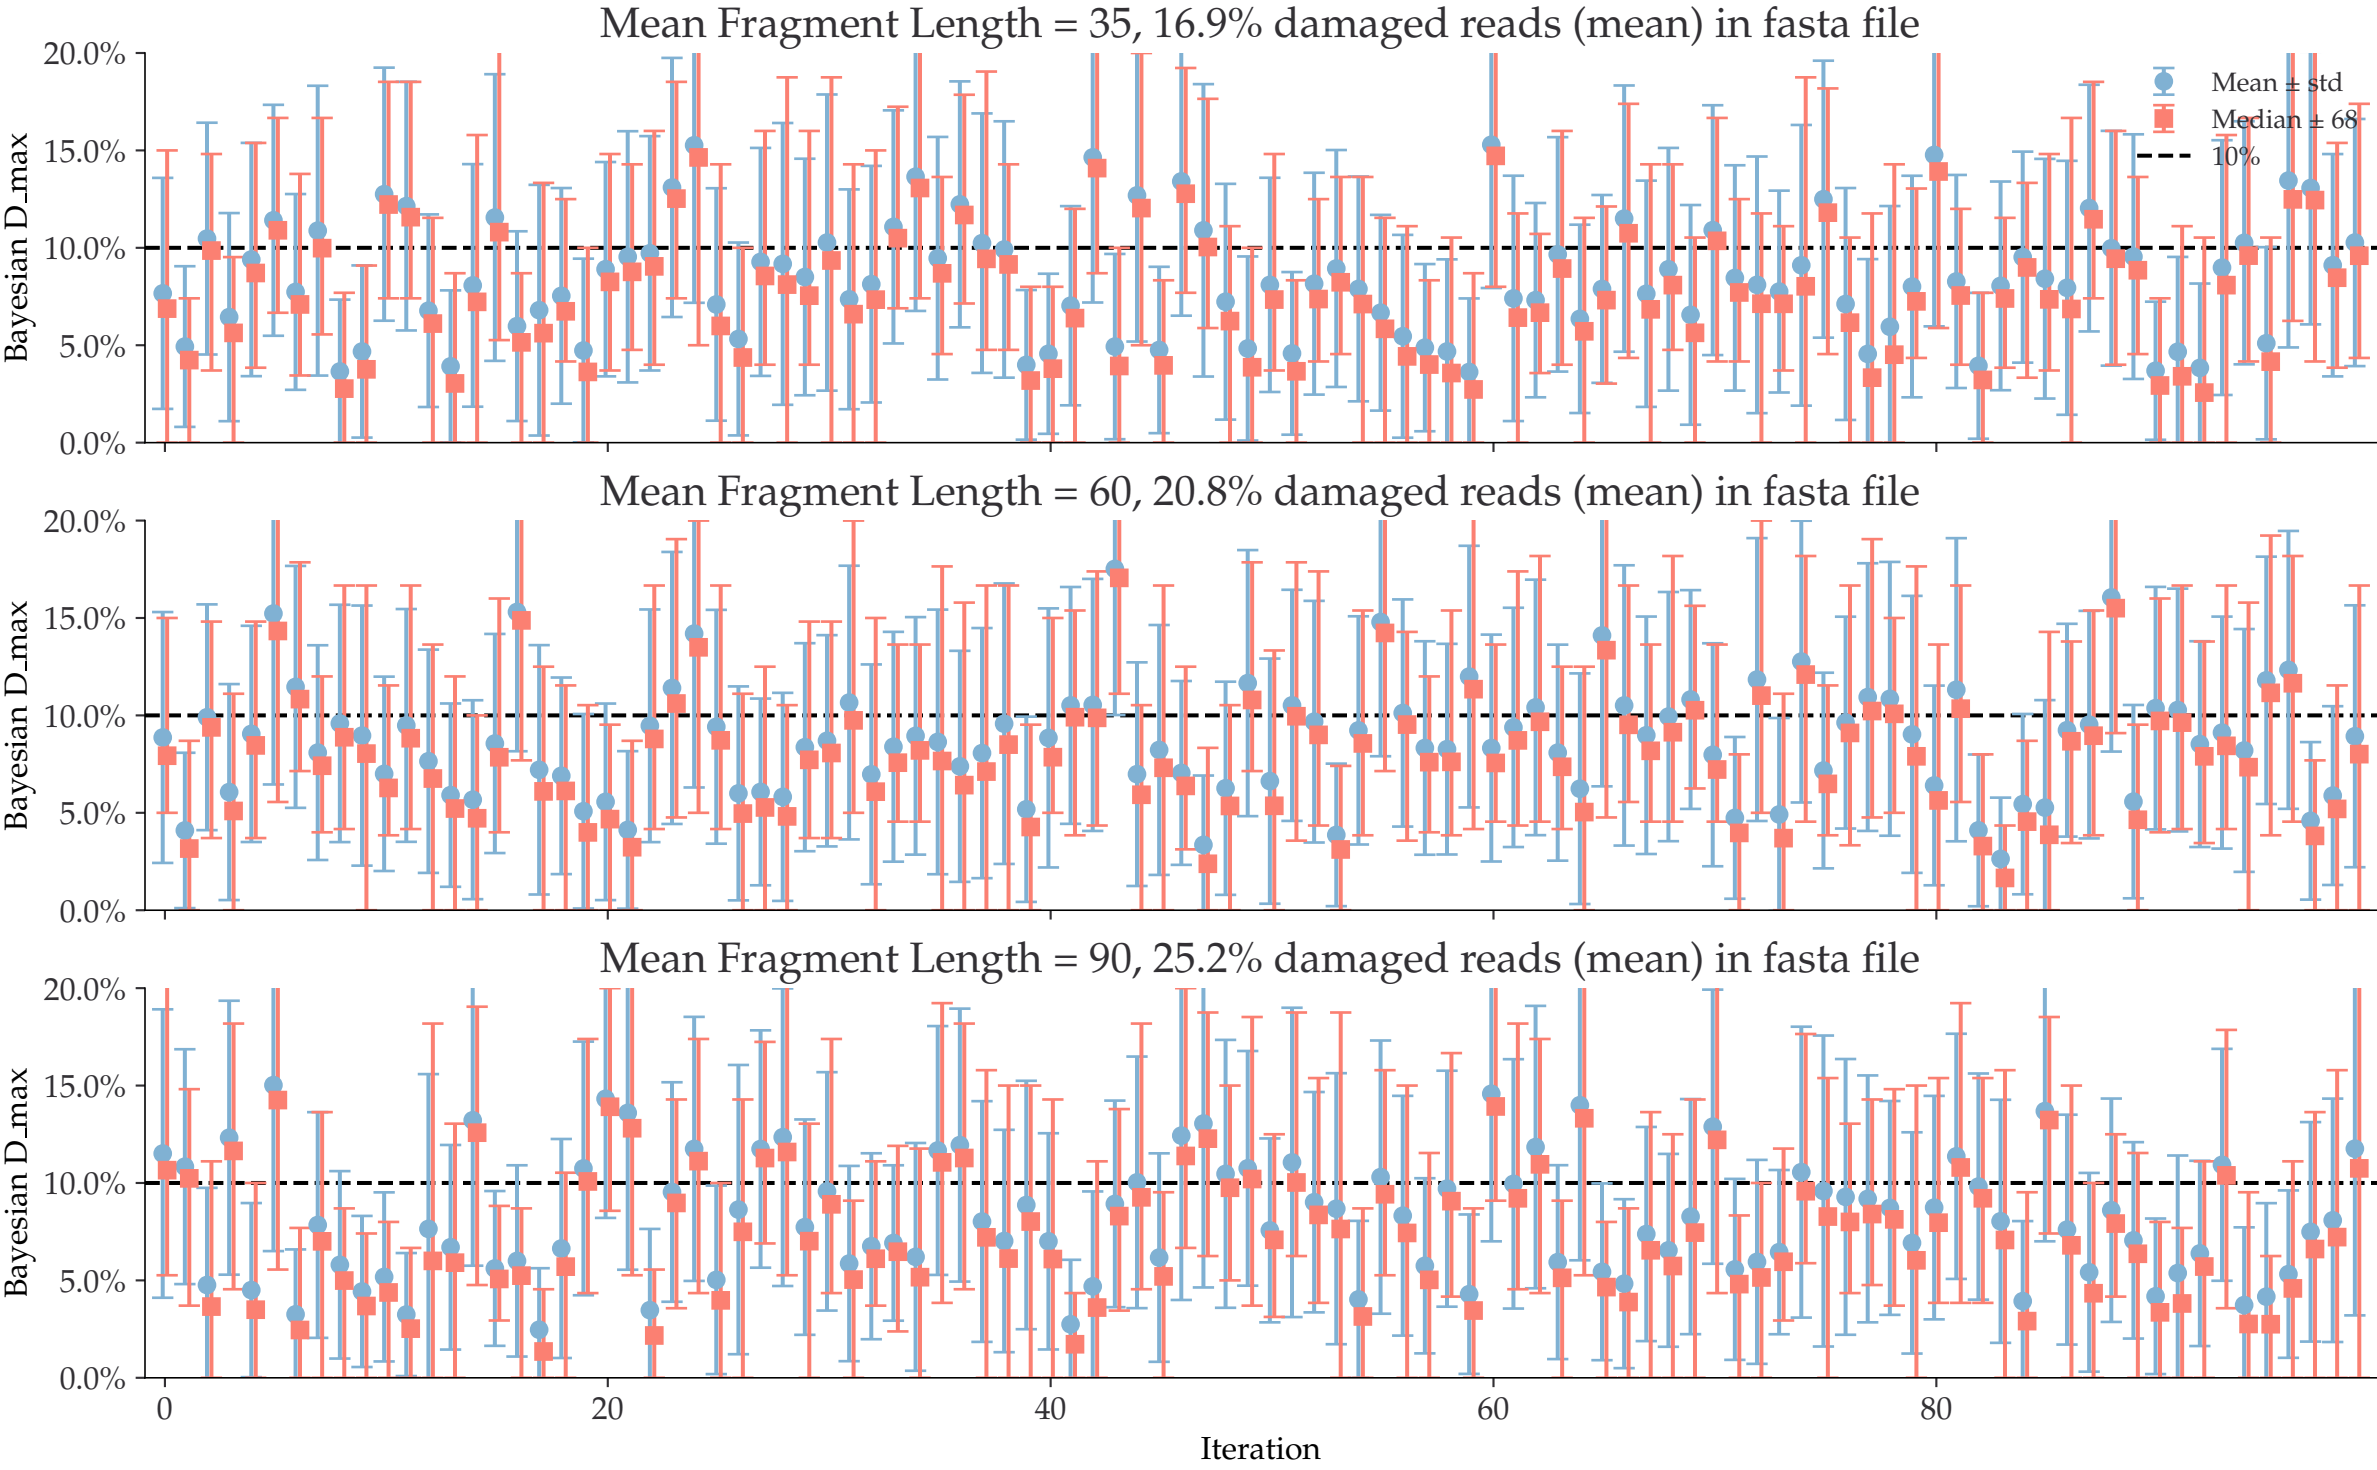 Mean Fragment Length = 35, 16.9% damaged reads (mean) in fasta file
20.0%
15.0%
10.0%
5.0%
0.0%
Bayesian D_max
Mean ± std
Median ± 68
10%
Mean Fragment Length = 60, 20.8% damaged reads (mean) in fasta file
20.0%
15.0%
10.0%
5.0%
0.0%
Bayesian D_max
Mean Fragment Length = 90, 25.2% damaged reads (mean) in fasta file
20.0%
15.0%
10.0%
5.0%
0.0%
Bayesian D_max
0 20 40 60 80
Iteration